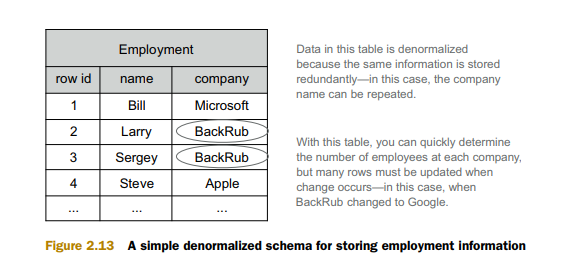 Employment
row id name company
1 Bill Microsoft
2 Larry BackRub
3 Sergey BackRub
4 Steve Apple
... ... ...
Data in this table is denormalized
because the same information is stored
redundantly—in this case, the company
name can be repeated.
With this table, you can quickly determine
the number of employees at each company,
but many rows must be updated when
change occurs—in this case, when
BackRub changed to Google.
Figure 2.13 A simple denormalized schema for storing employment information